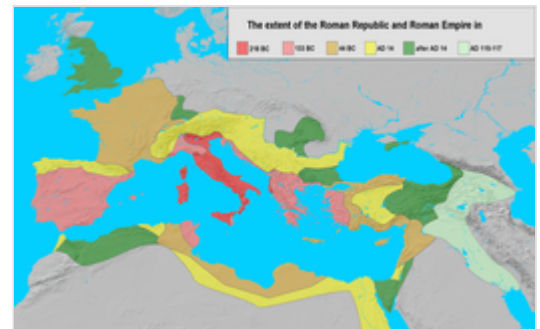 The extent of the Roman Republic and Roman Empire in
218 BC 133 BC 44 BC AD 14 after AD 14 AD 115-117